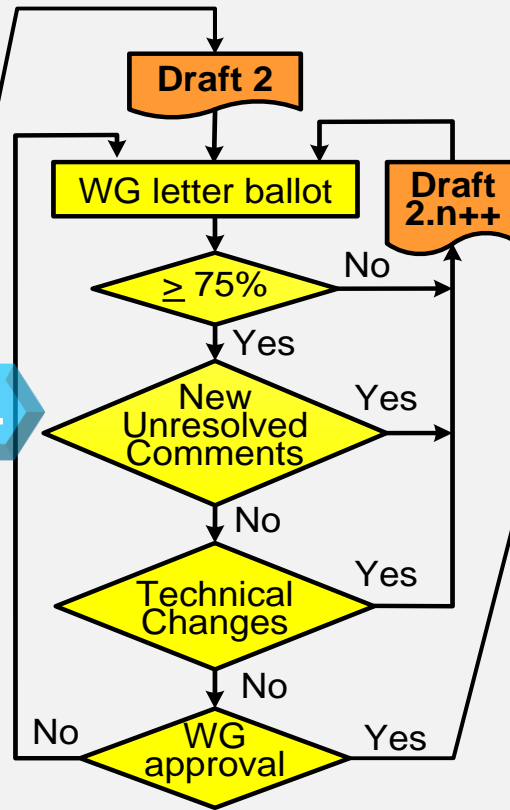 Draft 2
WG letter ballot
Draft
2.n++
≥ 75%
No
Yes
New
Unresolved
Comments
Yes
No
Technical
Changes
Yes
No
No
WG
approval
Yes